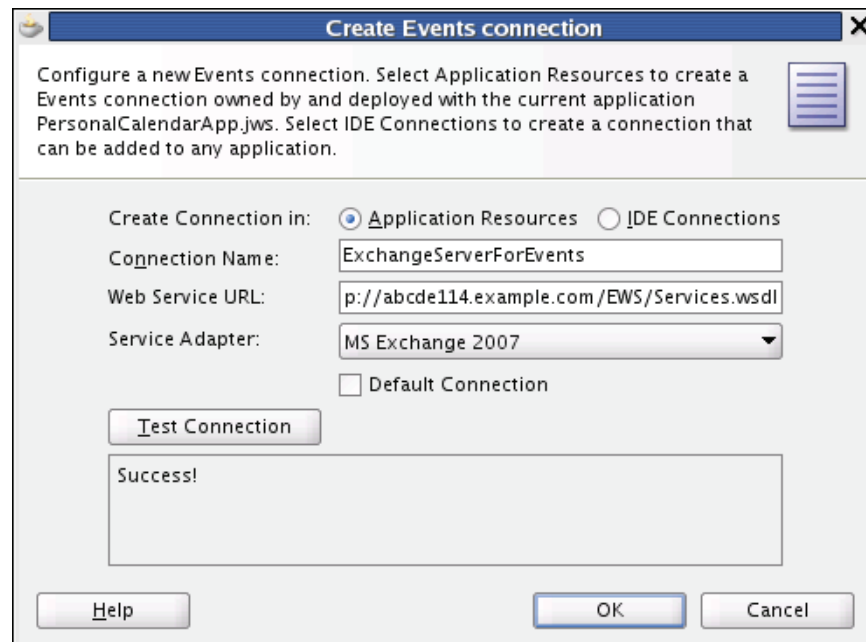 Create Events connection
Configure a new Events connection. Select Application Resources to create a
Events connection owned by and deployed with the current application
PersonalCalendarApp.jws. Select IDE Connections to create a connection that
can be added to any application.
Create Connection in: Application Resources IDE Connections
Connection Name: ExchangeServerForEvents
Web Service URL: p://abcde114.example.com/EWS/Services.wsdl
Service Adapter: MS Exchange 2007
Default Connection
Test Connection
Success!
Help OK Cancel